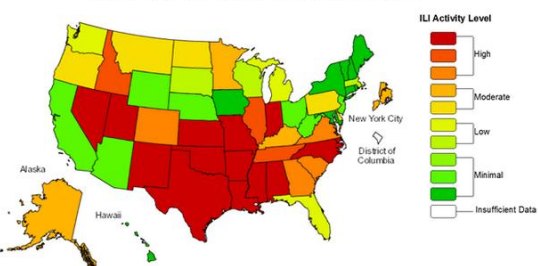 ILI Activity Level
High
Moderate
New York City
Low
District of
Columbia
Alaska
Minimal
Hawaii
Insufficient Data